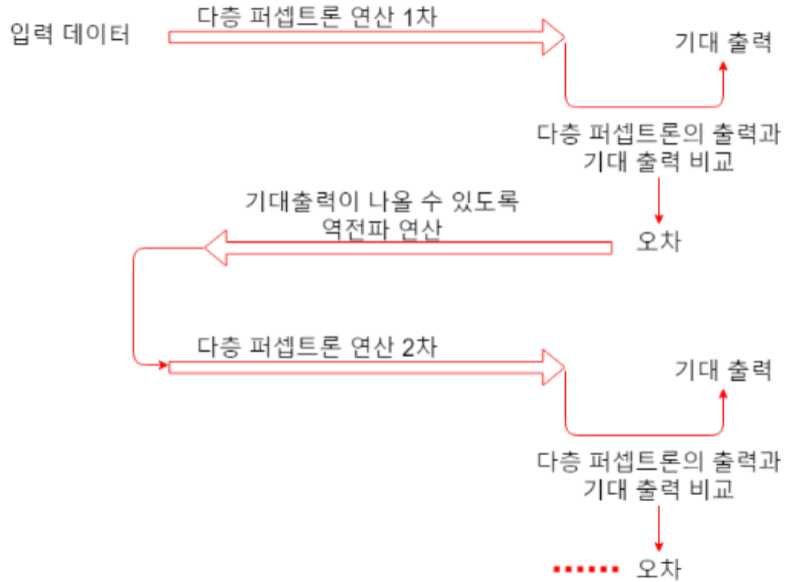 입력 데이터
다층 퍼셉트론 연산 1차
기대 출력
다층 퍼셉트론의 출력과
기대 출력 비교
오차
기대출력이 나올 수 있도록
역전파 연산
다층 퍼셉트론 연산 2차
기대 출력
다층 퍼셉트론의 출력과
기대 출력 비교
오차